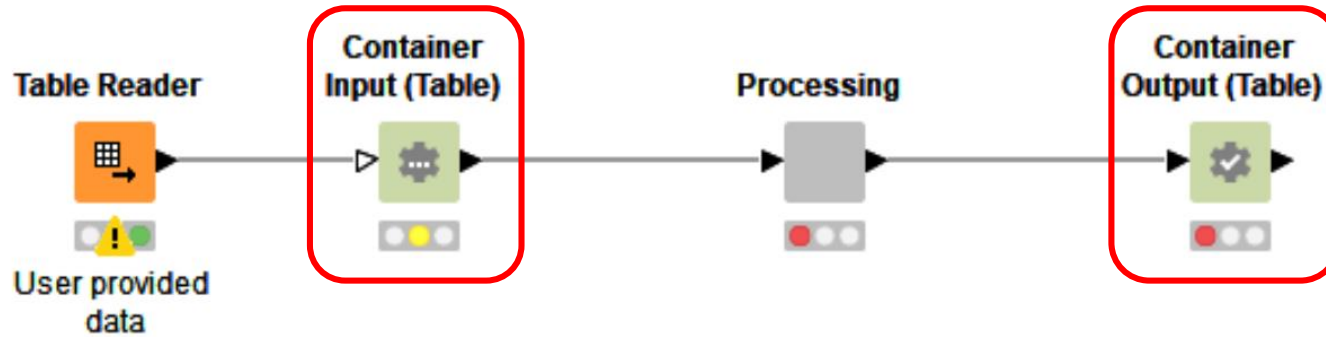 Container
Input (Table)
Container
Output (Table)
Table Reader
Processing
User provided
data